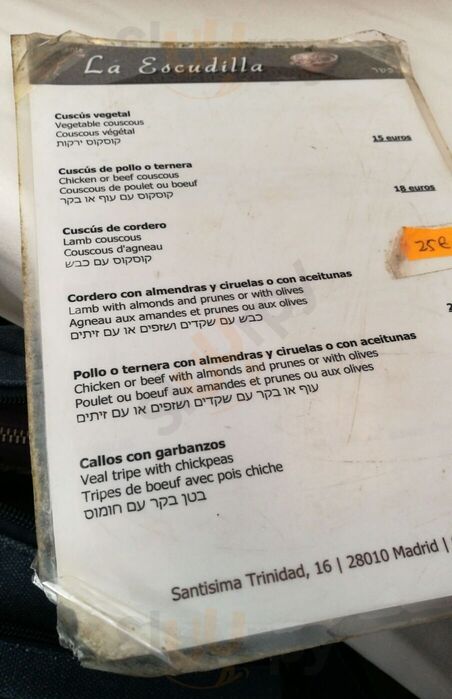 La Escudilla
כשר
Cuscús vegetal
Vegetable couscous
Couscous végétal
קוסקוס ירקות
15 euros
Cuscús de pollo o ternera
Chicken or beef couscous
Couscous de poulet ou boeuf
קוסקוס עם עוף או בקר
18 euros
Cuscús de cordero
Lamb couscous
Couscous d'agneau
קוסקוס עם כבש
25€
Cordero con almendras y ciruelas o con aceitunas
Lamb with almonds and prunes or with olives
Agneau aux amandes et prunes ou aux olives
כבש עם שקדים ושזפים או עם זיתים
Pollo o ternera con almendras y ciruelas o con aceitunas
Chicken or beef with almonds and prunes or with olives
Poulet ou boeuf aux amandes et prunes ou aux olives
עוף או בקר עם שקדים ושזפים או עם זיתים
Callos con garbanzos
Veal tripe with chickpeas
Tripes de boeuf avec pois chiche
בטן בקר עם חומוס
Santisima Trinidad, 16 | 28010 Madrid |